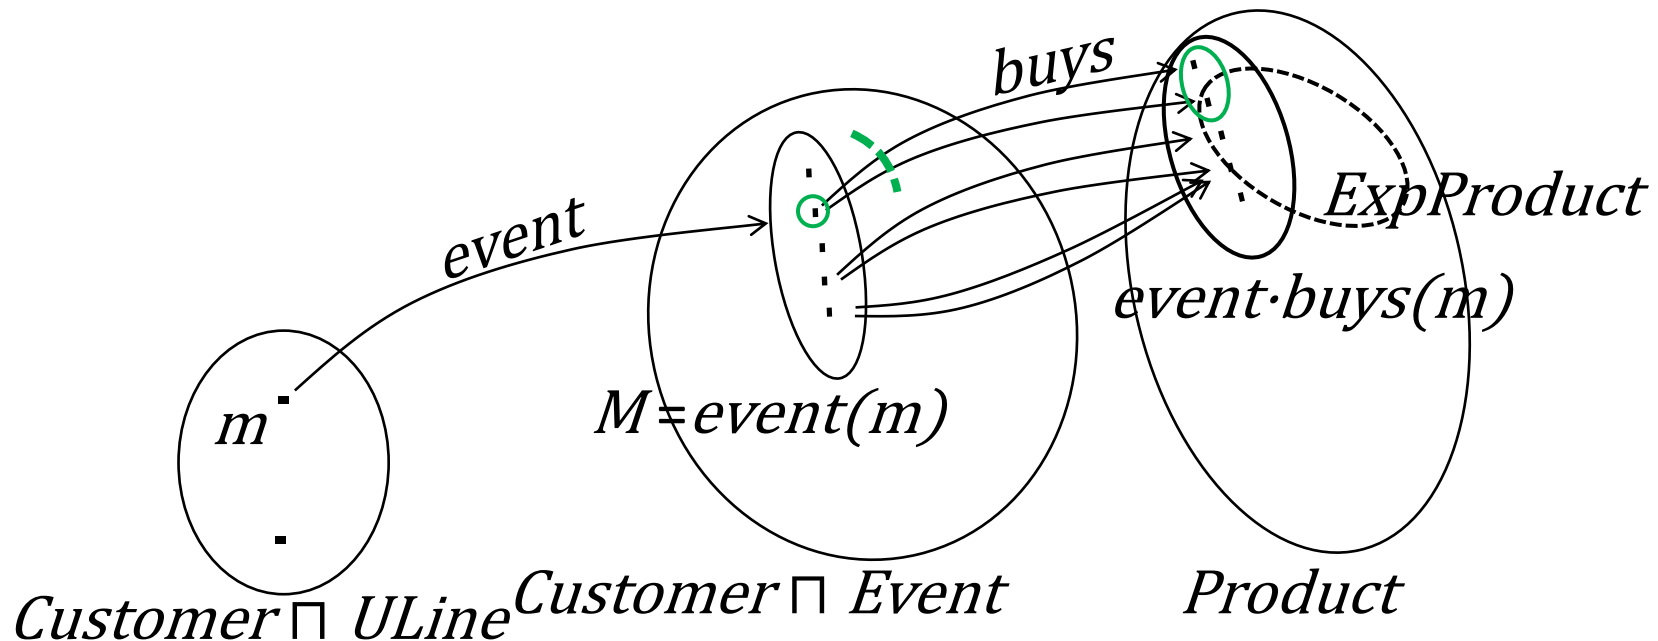 buys
ExpProduct
event
event·buys(m)
m
M=event(m)
Customer ⊓ ULine
Customer ⊓ Event
Product